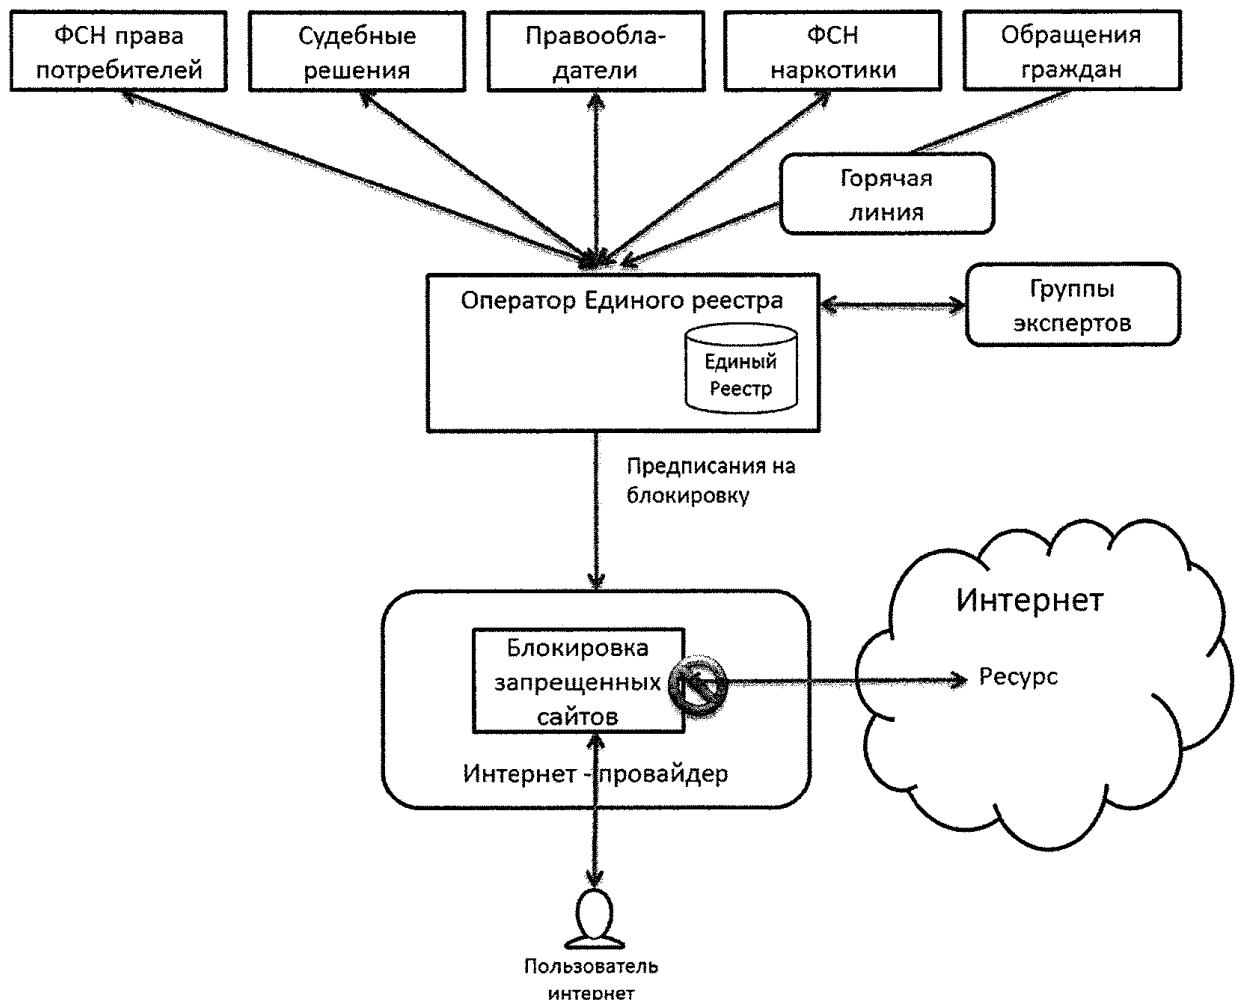 ФСН права
потребителей
Судебные
решения
Правообла-
датели
ФСН
наркотики
Обращения
граждан
Горячая
линия
Оператор Единого реестра
Единый
Реестр
Группы
экспертов
Предписания на
блокировку
Интернет
Ресурс
Блокировка
запрещенных
сайтов
Интернет - провайдер
Пользователь
интернет